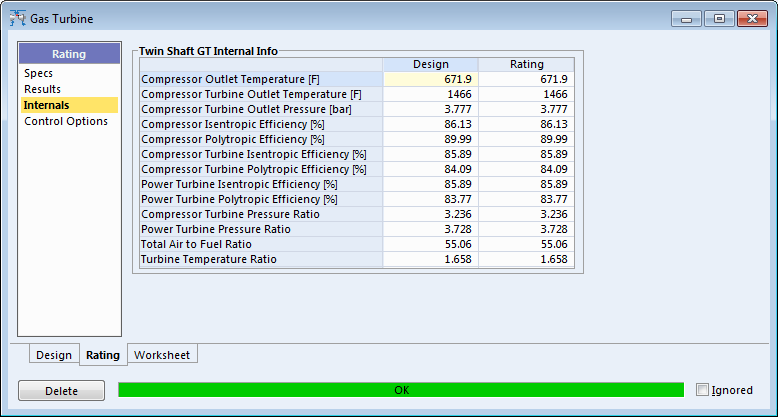 Gas Turbine
Rating
Specs
Results
Internals
Control Options
Twin Shaft GT Internal Info
Design Rating
Compressor Outlet Temperature [F] 671.9 671.9
Compressor Turbine Outlet Temperature [F] 1466 1466
Compressor Turbine Outlet Pressure [bar] 3.777 3.777
Compressor Isentropic Efficiency [%] 86.13 86.13
Compressor Polytropic Efficiency [%] 89.99 89.99
Compressor Turbine Isentropic Efficiency [%] 85.89 85.89
Compressor Turbine Polytropic Efficiency [%] 84.09 84.09
Power Turbine Isentropic Efficiency [%] 85.89 85.89
Power Turbine Polytropic Efficiency [%] 83.77 83.77
Compressor Turbine Pressure Ratio 3.236 3.236
Power Turbine Pressure Ratio 3.728 3.728
Total Air to Fuel Ratio 55.06 55.06
Turbine Temperature Ratio 1.658 1.658
Design Rating Worksheet
Delete OK Ignored